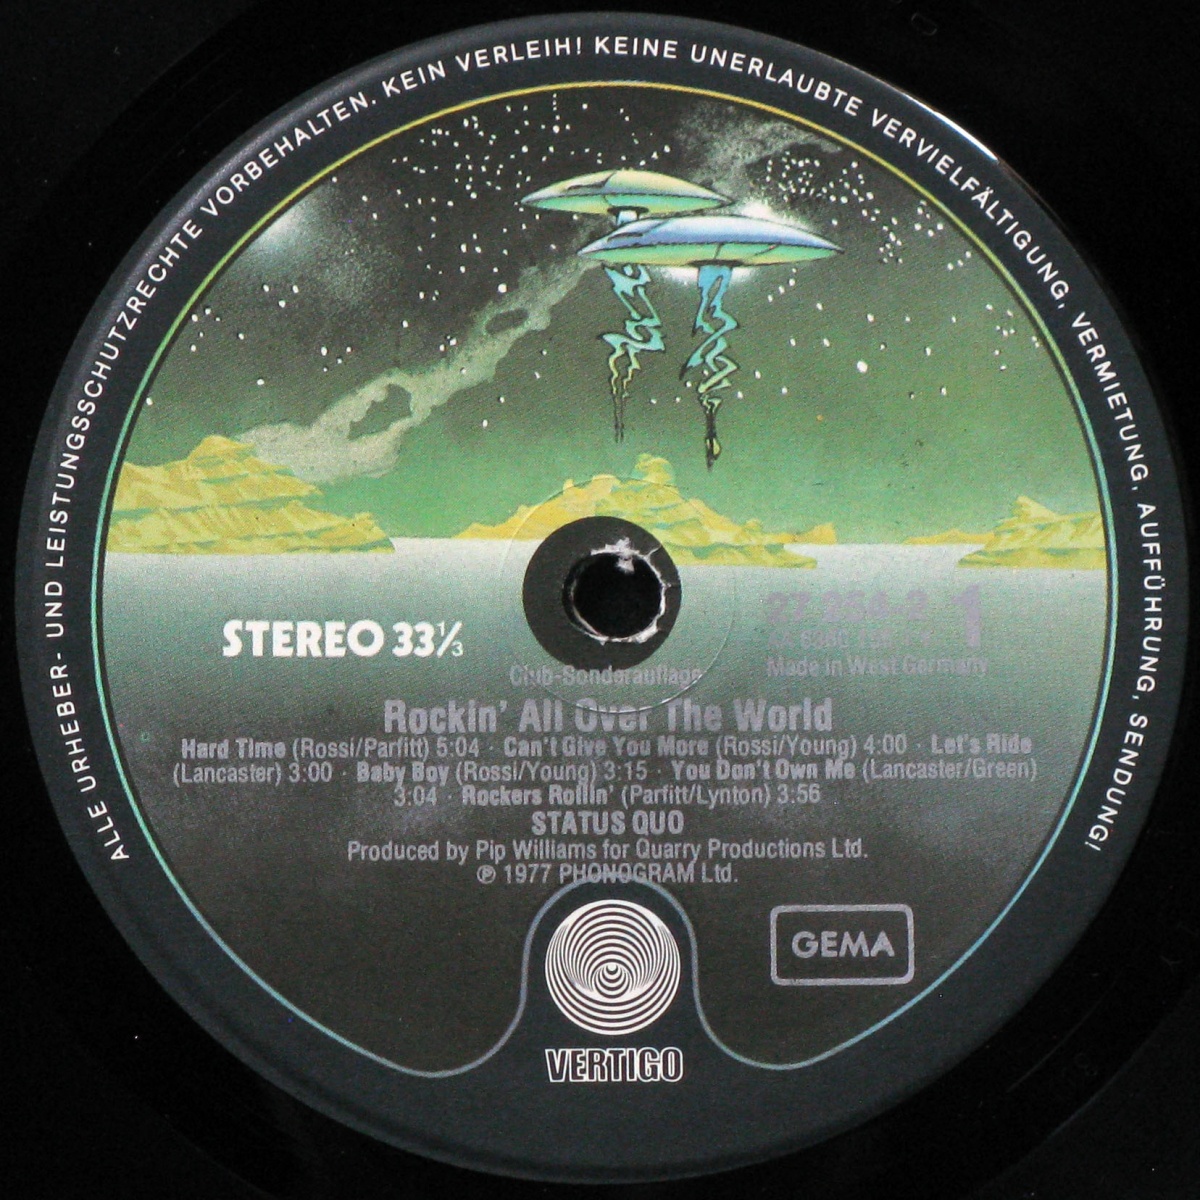 ALLE URHEBER- UND LEISTUNGSSCHUTZRECHTE VORBEHALTEN. KEIN VERLEIH! KEINE UNERLAUBTE VERVIELFÄLTIGUNG, VERMIETUNG, AUFFÜHRUNG, SENDUNG!
STEREO 33⅓
1
Made in West Germany
Club-Sonderauflage
Rockin' All Over The World
Hard Time (Rossi/Parfitt) 5:04 · Can't Give You More (Rossi/Young) 4:00 · Let's Ride
(Lancaster) 3:00 · Baby Boy (Rossi/Young) 3:15 · You Don't Own Me (Lancaster/Green)
3:04 · Rockers Rollin' (Parfitt/Lynton) 3:56
STATUS QUO
Produced by Pip Williams for Quarry Productions Ltd.
℗ 1977 PHONOGRAM Ltd.
GEMA
VERTIGO